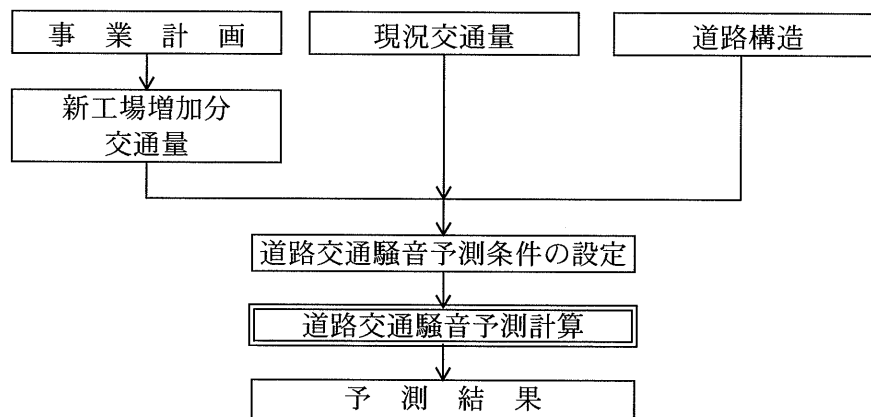 事業計画
現況交通量
道路構造
新工場増加分
交通量
道路交通騒音予測条件の設定
道路交通騒音予測計算
予測結果